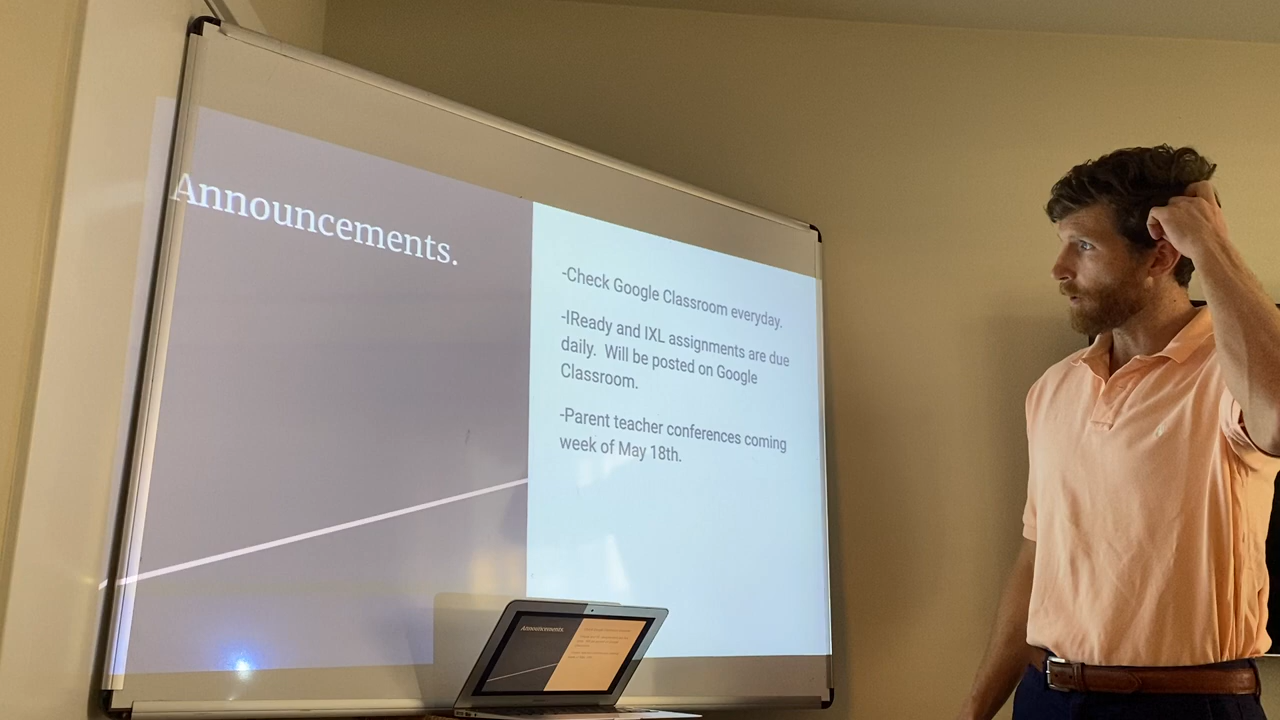 Announcements.
-Check Google Classroom everyday.
-IReady and IXL assignments are due
daily.  Will be posted on Google
Classroom.
-Parent teacher conferences coming
week of May 18th.
Announcements.